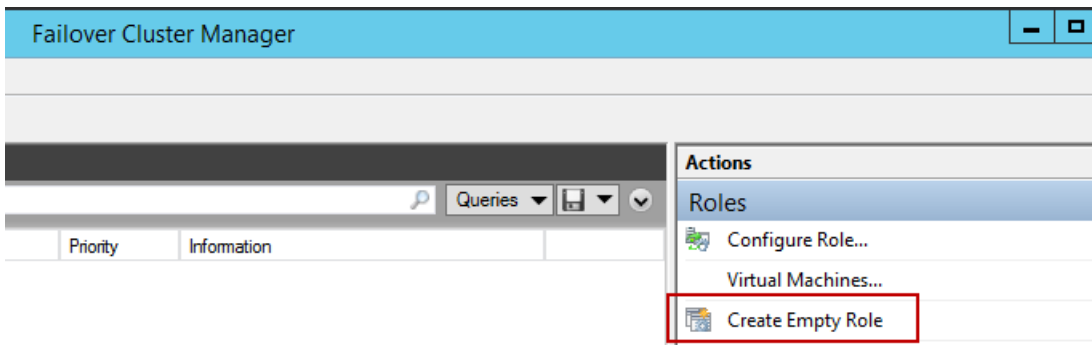 Failover Cluster Manager
Actions
Queries
Roles
Priority Information
Configure Role...
Virtual Machines...
Create Empty Role